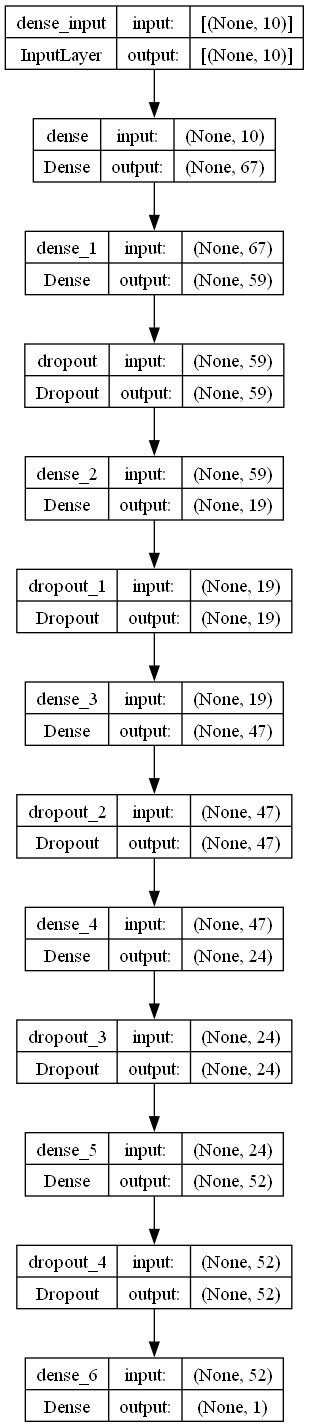 dense_input input: [(None, 10)]
InputLayer output: [(None, 10)]
dense input: (None, 10)
Dense output: (None, 67)
dense_1 input: (None, 67)
Dense output: (None, 59)
dropout input: (None, 59)
Dropout output: (None, 59)
dense_2 input: (None, 59)
Dense output: (None, 19)
dropout_1 input: (None, 19)
Dropout output: (None, 19)
dense_3 input: (None, 19)
Dense output: (None, 47)
dropout_2 input: (None, 47)
Dropout output: (None, 47)
dense_4 input: (None, 47)
Dense output: (None, 24)
dropout_3 input: (None, 24)
Dropout output: (None, 24)
dense_5 input: (None, 24)
Dense output: (None, 52)
dropout_4 input: (None, 52)
Dropout output: (None, 52)
dense_6 input: (None, 52)
Dense output: (None, 1)